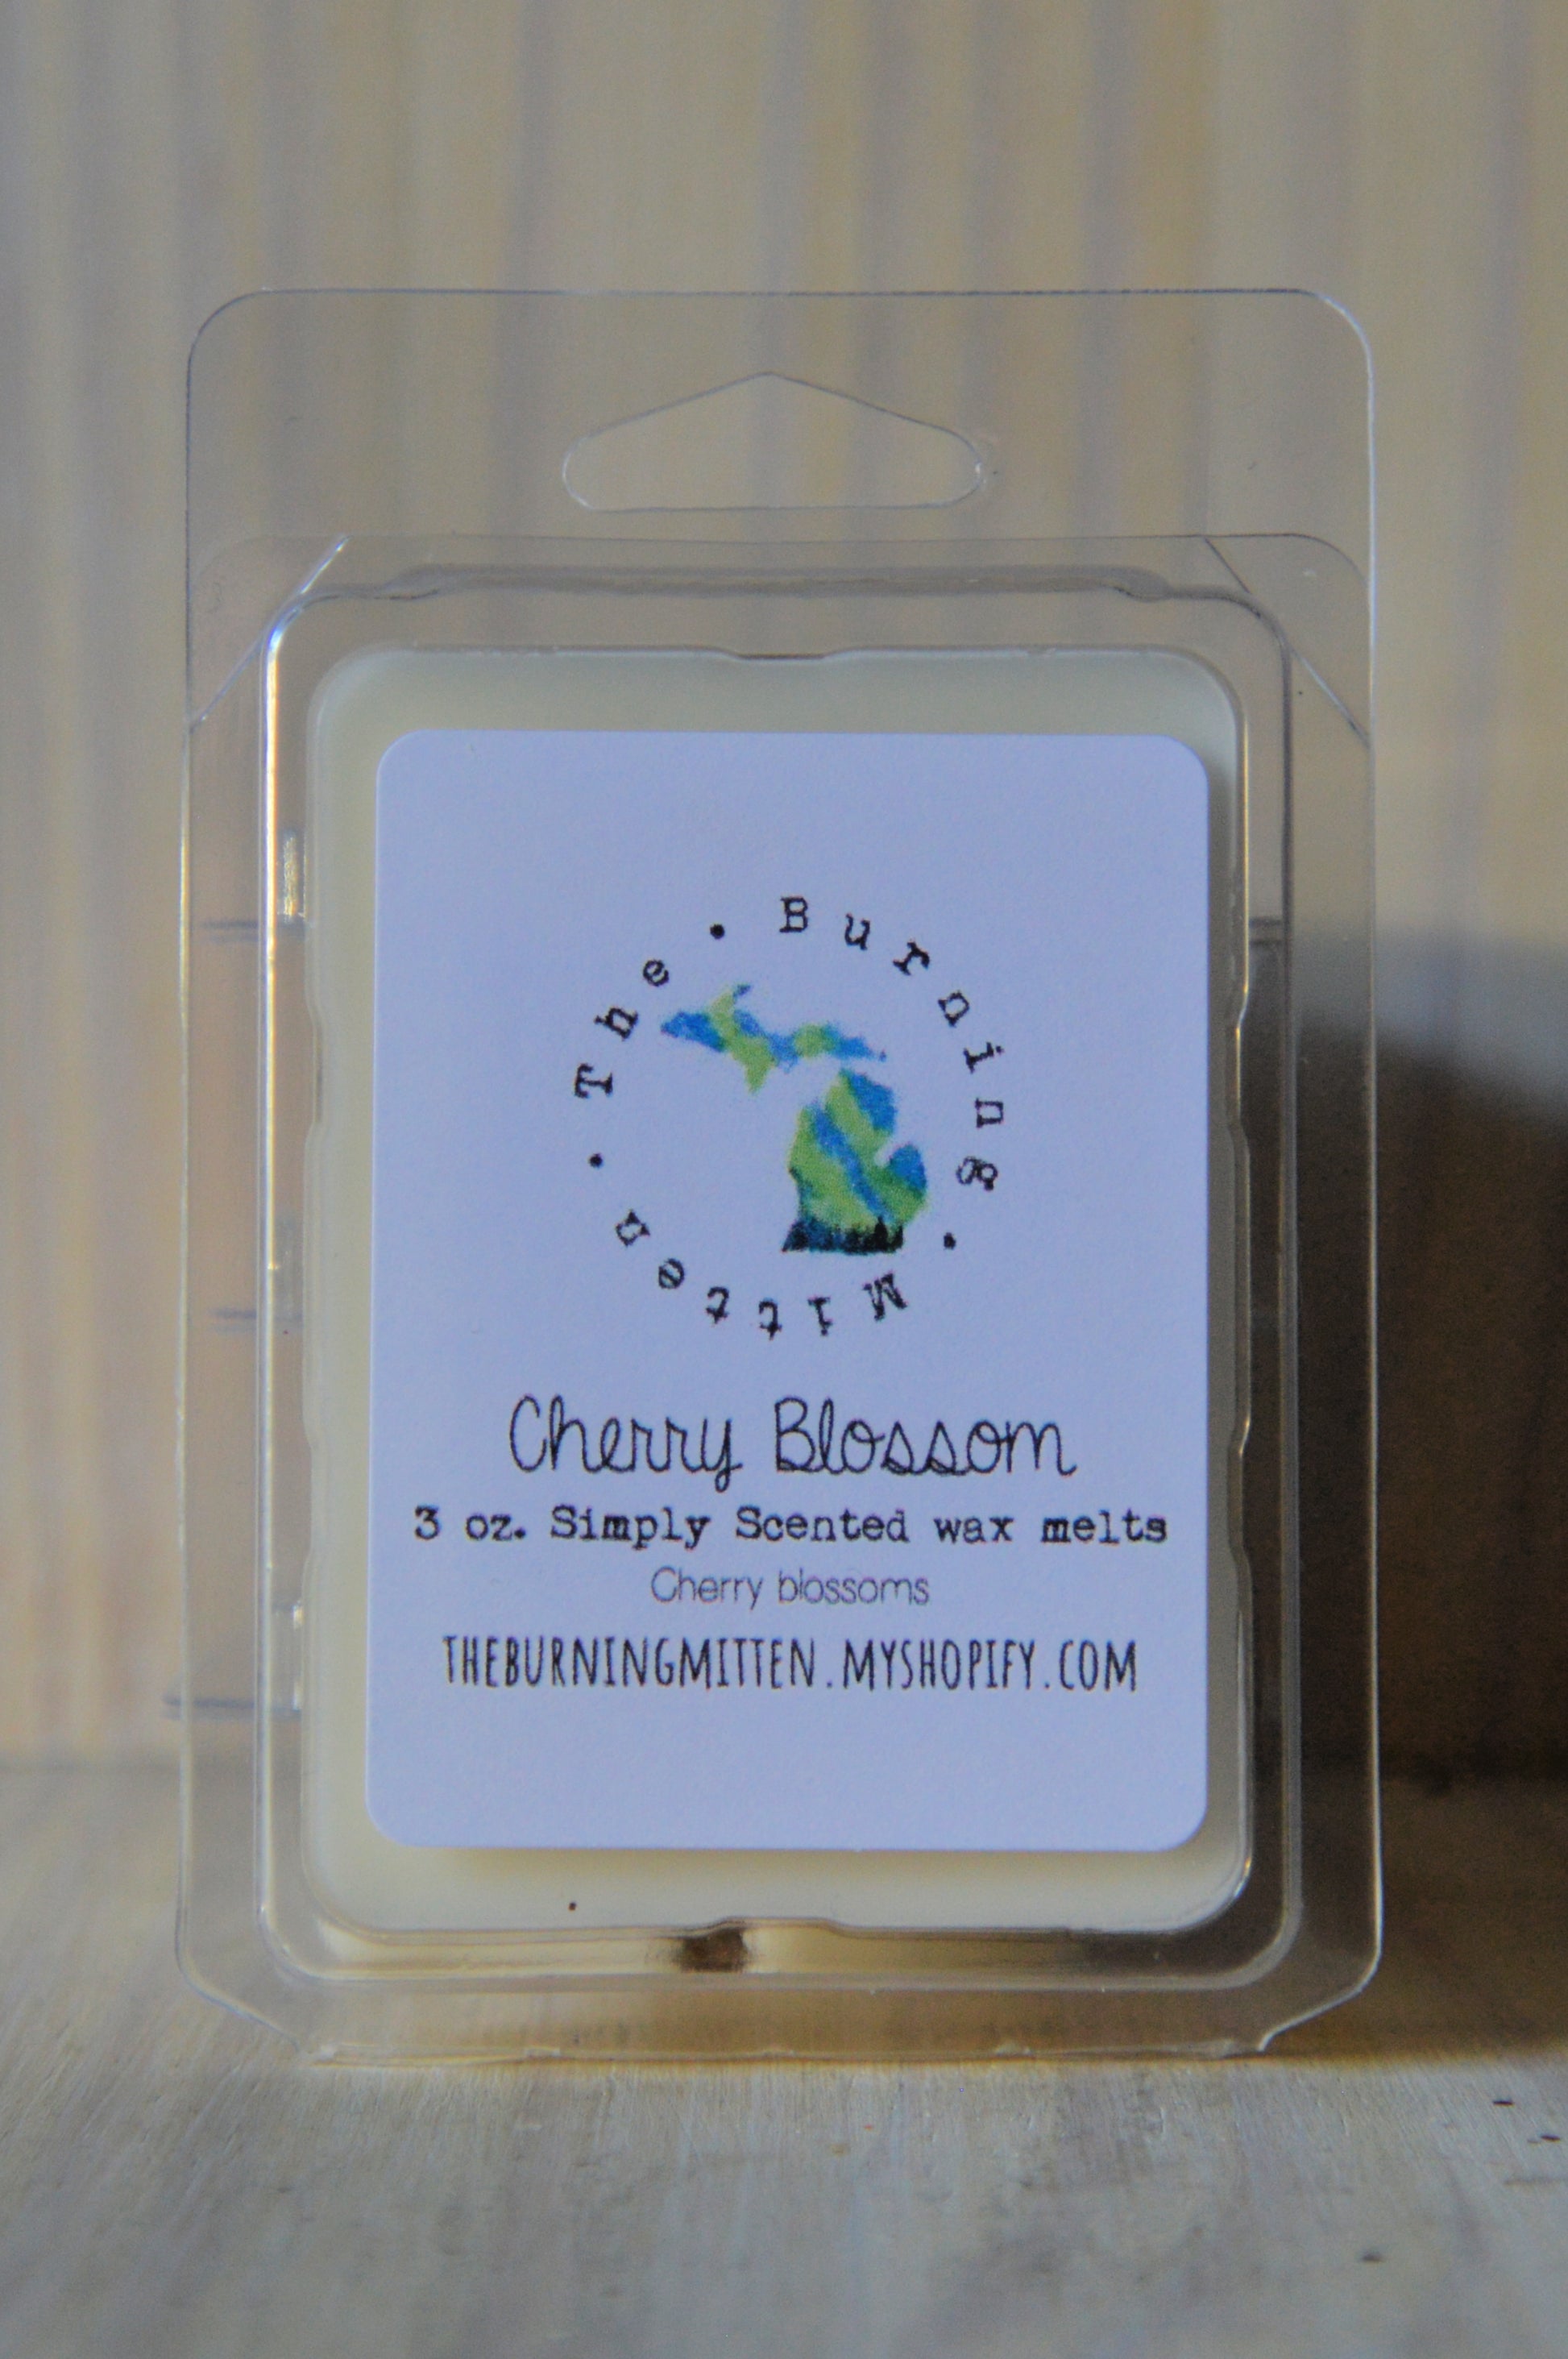 The • Burning • Mitten •
Cherry Blossom
3 oz. Simply Scented wax melts
Cherry blossoms
THEBURNINGMITTEN.MYSHOPIFY.COM